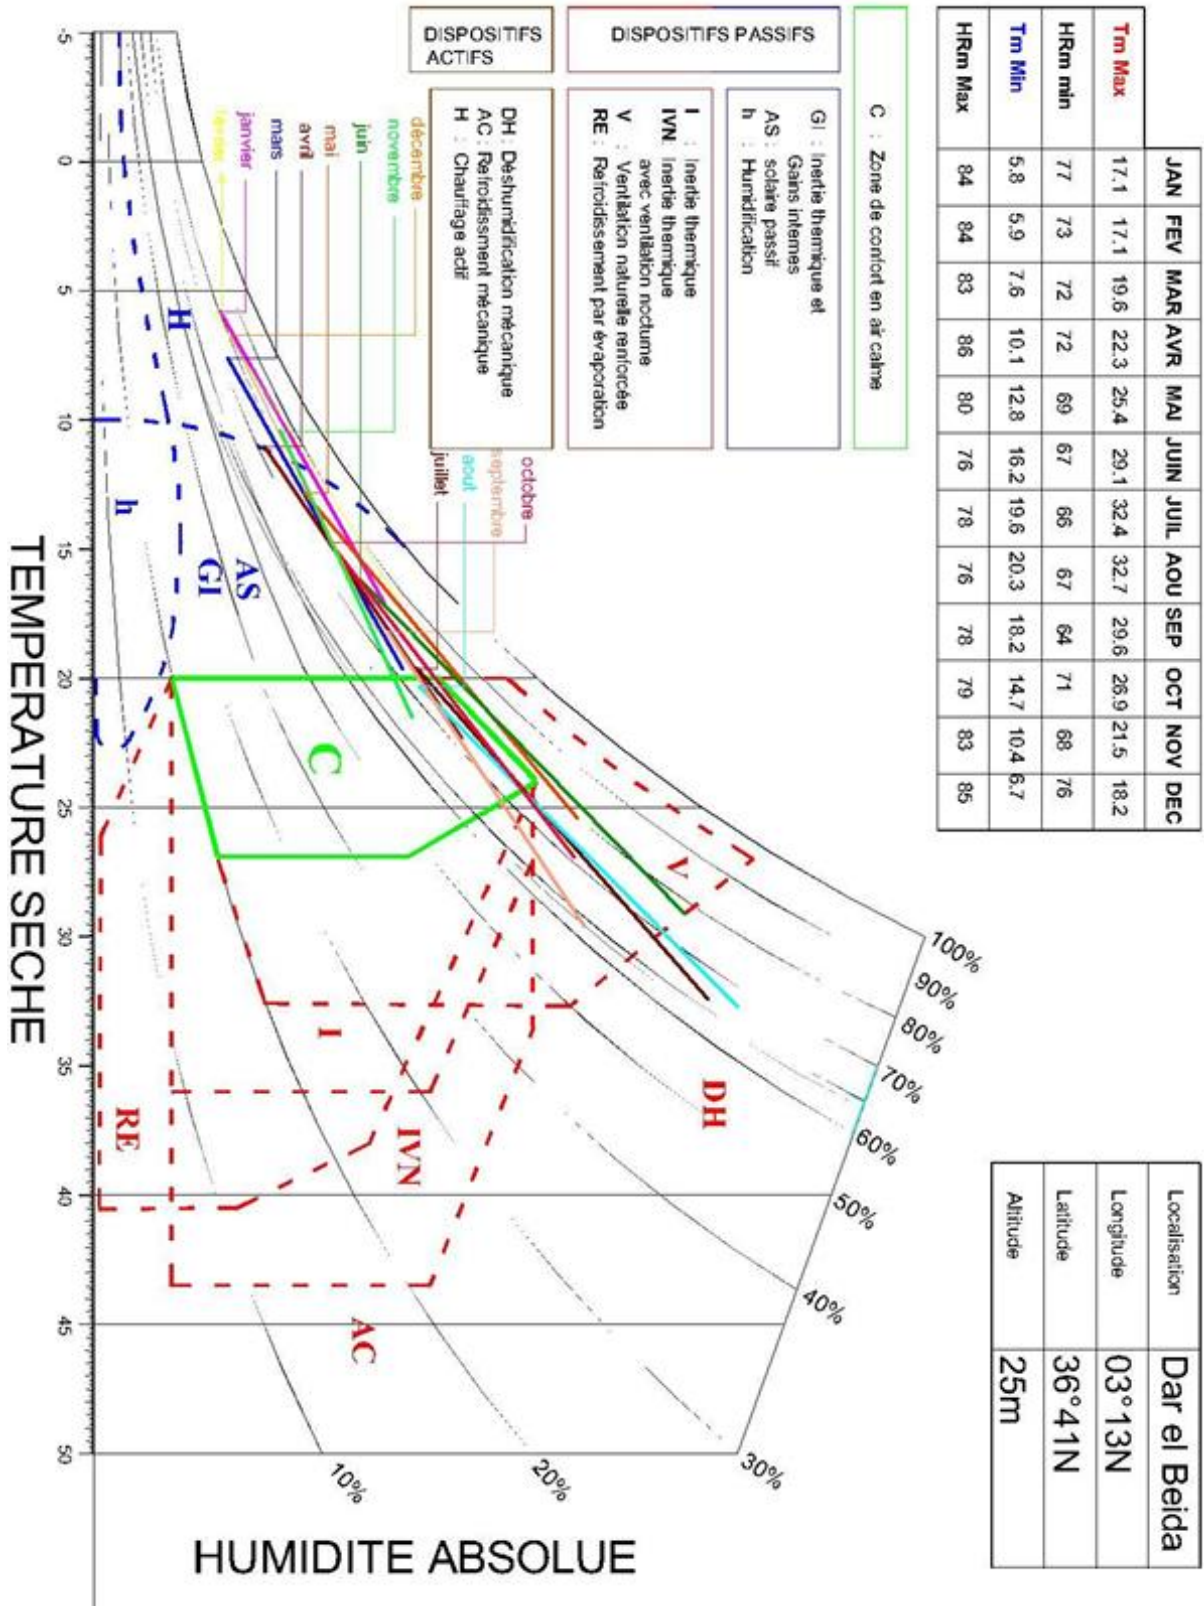 JAN FEV MAR AVR MAI JUIN JUIL AOU SEP OCT NOV DEC
Tm Max 17.1 17.1 19.6 22.3 25.4 29.1 32.4 32.7 29.6 26.9 21.5 18.2
HRm min 77 73 72 72 69 67 66 67 64 71 68 76
Tm Min 5.8 5.9 7.6 10.1 12.8 16.2 19.6 20.3 18.2 14.7 10.4 6.7
HRm Max 84 84 83 86 80 76 78 76 78 79 83 85
Localisation Dar el Beida
Longitude 03°13N
Latitude 36°41N
Altitude 25m
C : Zone de confort en air calme
DISPOSITIFS PASSIFS
GI : Inertie thermique et
Gains internes
AS : solaire passif
h : Humidification
I : Inertie thermique
IVN: Inertie thermique
avec ventilation nocturne
V : Ventilation naturelle renforcée
RE : Refroidissement par évaporation
DISPOSITIFS
ACTIFS
DH : Déshumidification mécanique
AC : Refroidissment mécanique
H : Chauffage actif
décembre
novembre
juin
mai
avril
mars
janvier
février
octobre
septembre
aout
juillet
100%
90%
80%
70%
60%
50%
40%
30%
20%
10%
H
h
AS
GI
C
V
I
DH
IVN
RE
AC
-5 0 5 10 15 20 25 30 35 40 45 50
TEMPERATURE SECHE
HUMIDITE ABSOLUE